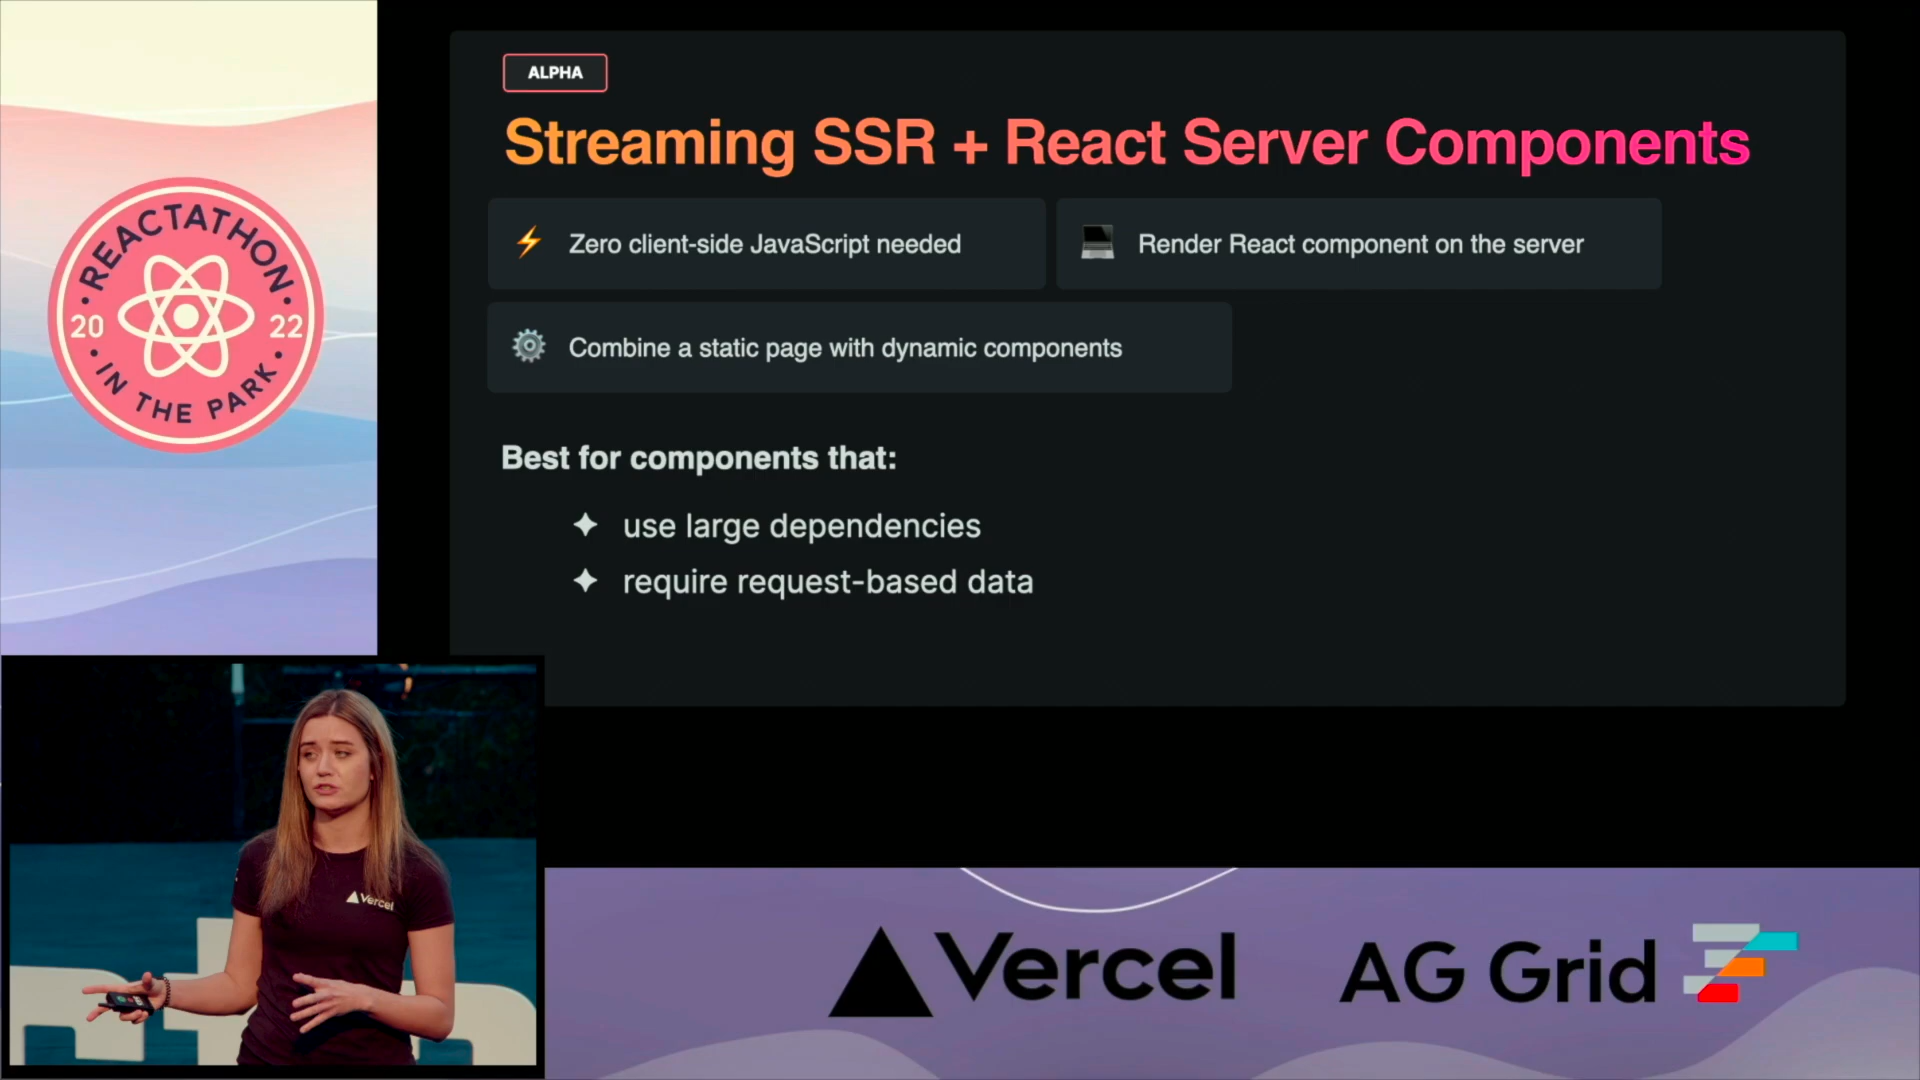 ALPHA
Streaming SSR + React Server Components
Zero client-side JavaScript needed
Render React component on the server
Combine a static page with dynamic components
Best for components that:
use large dependencies
require request-based data
REACTATHON
20 22
IN THE PARK
Vercel
Vercel
AG Grid